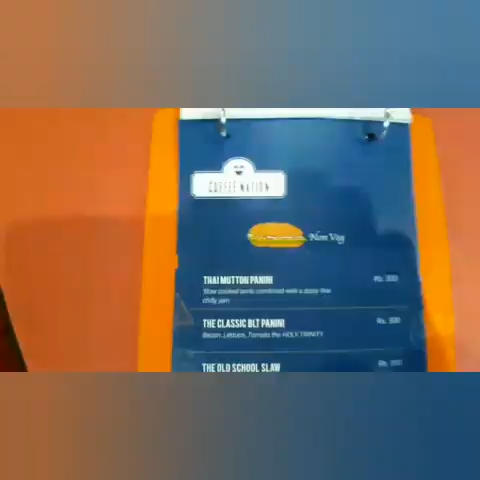 COFFEE NATION
Non Veg
THAI MUTTON PANINI Rs. 300
Slow cooked lamb combined with a zesty thai
chilly jam
THE CLASSIC BLT PANINI Rs. 300
Bacon, Lettuce, Tomato the HOLY TRINITY
THE OLD SCHOOL SLAW Rs.